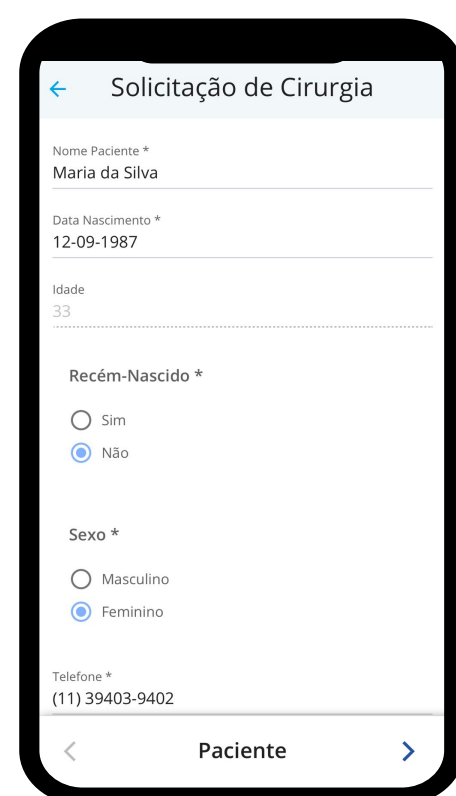 Solicitação de Cirurgia
Nome Paciente *
Maria da Silva
Data Nascimento *
12-09-1987
Idade
33
Recém-Nascido *
Sim
Não
Sexo *
Masculino
Feminino
Telefone *
(11) 39403-9402
Paciente